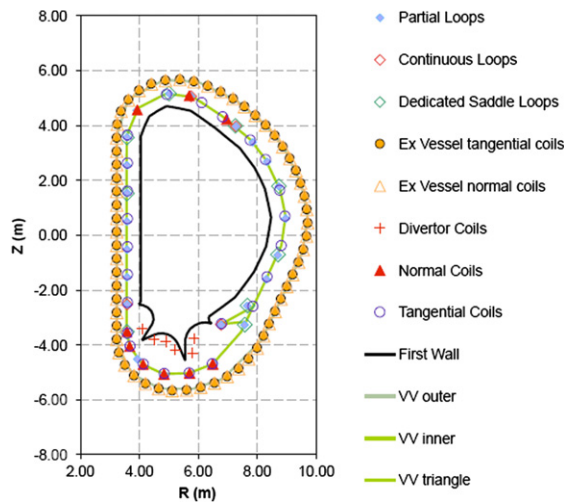 8.00
6.00
4.00
2.00
0.00
-2.00
-4.00
-6.00
-8.00
Z (m)
2.00 4.00 6.00 8.00 10.00
R (m)
Partial Loops
Continuous Loops
Dedicated Saddle Loops
Ex Vessel tangential coils
Ex Vessel normal coils
Divertor Coils
Normal Coils
Tangential Coils
First Wall
VV outer
VV inner
VV triangle